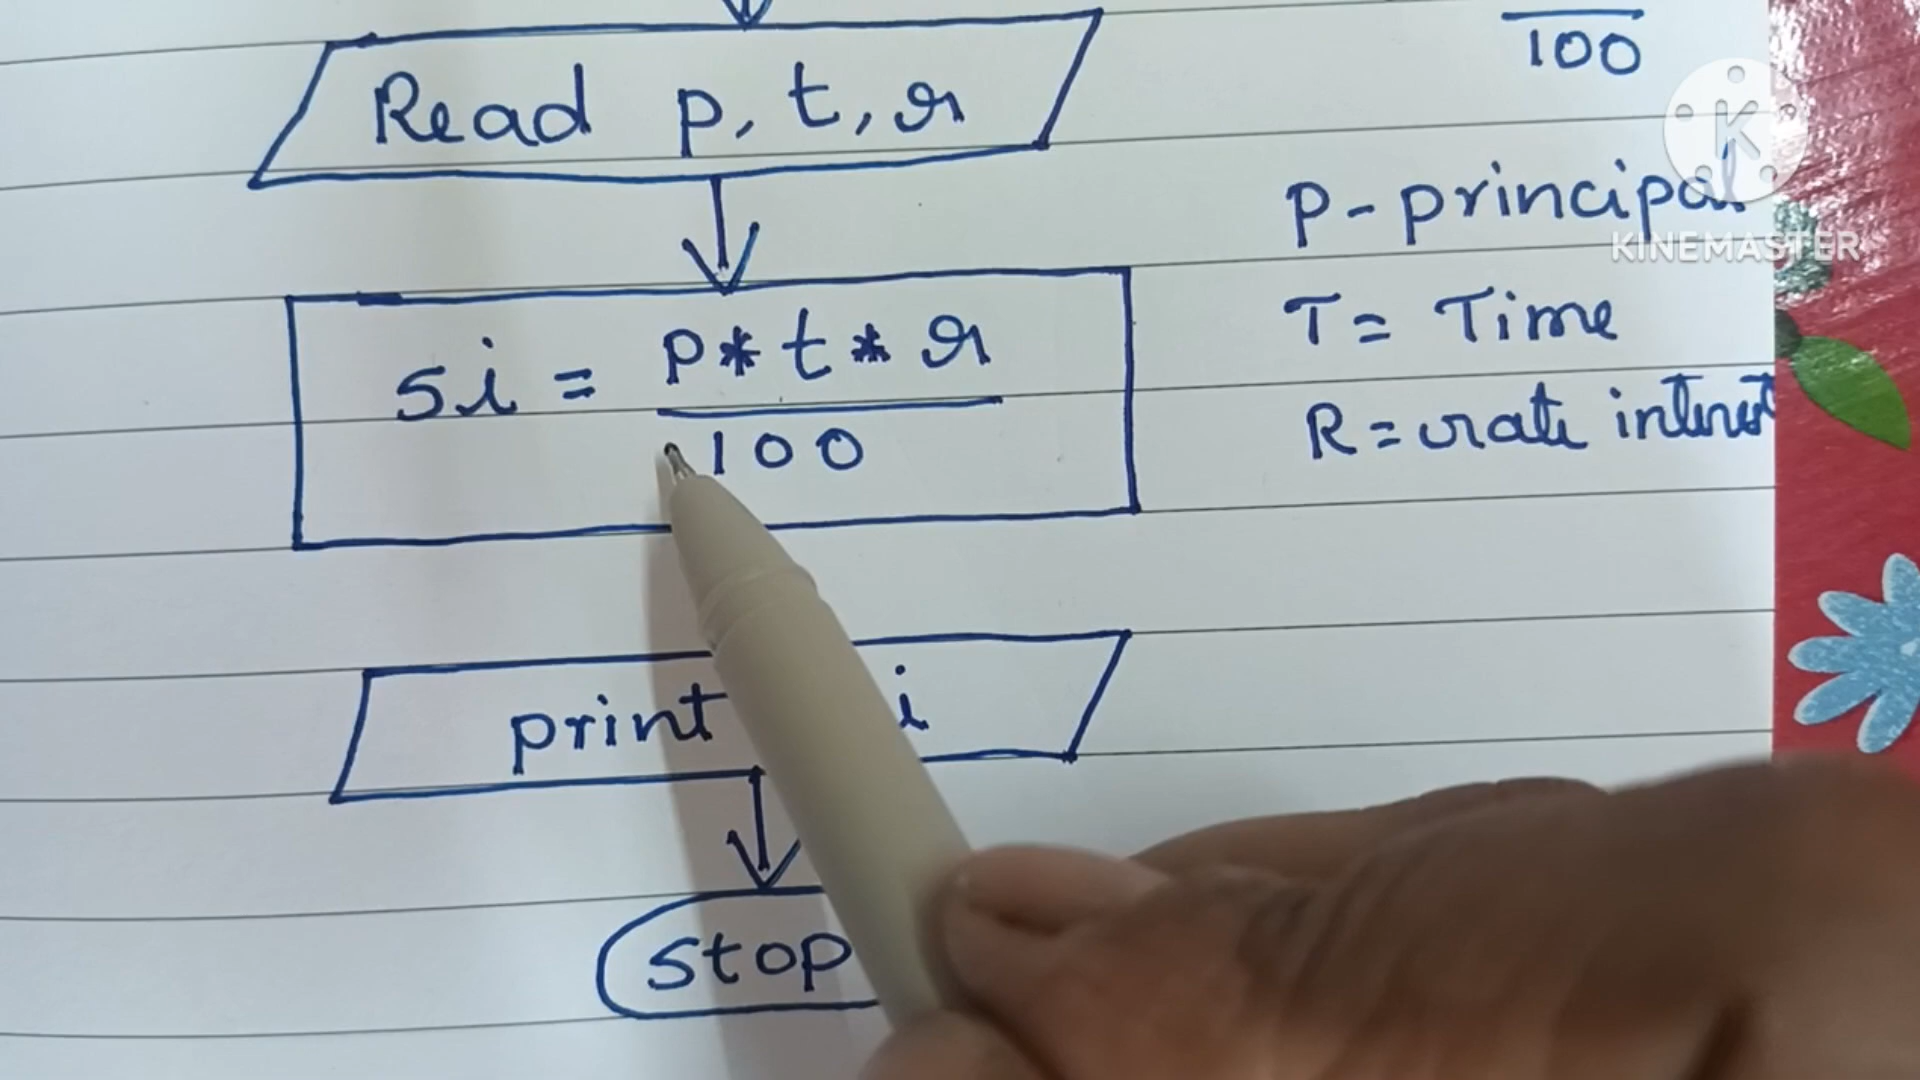 Read p, t, r
100
P - principal
KINEMASTER
si = p * t * r
100
T = Time
R = rate interest
print i
stop